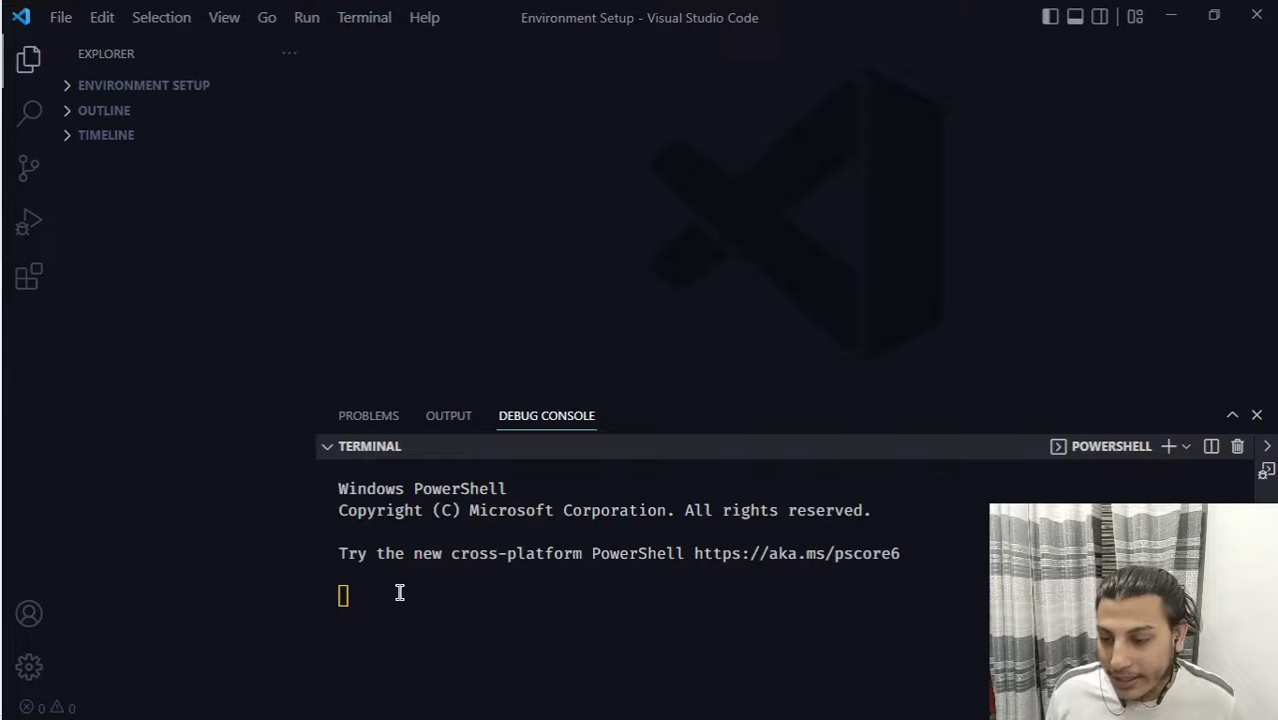 File Edit Selection View Go Run Terminal Help Environment Setup - Visual Studio Code
EXPLORER ...
ENVIRONMENT SETUP
OUTLINE
TIMELINE
PROBLEMS OUTPUT DEBUG CONSOLE
TERMINAL POWERSHELL
Windows PowerShell
Copyright (C) Microsoft Corporation. All rights reserved.
Try the new cross-platform PowerShell https://aka.ms/pscore6
0 0